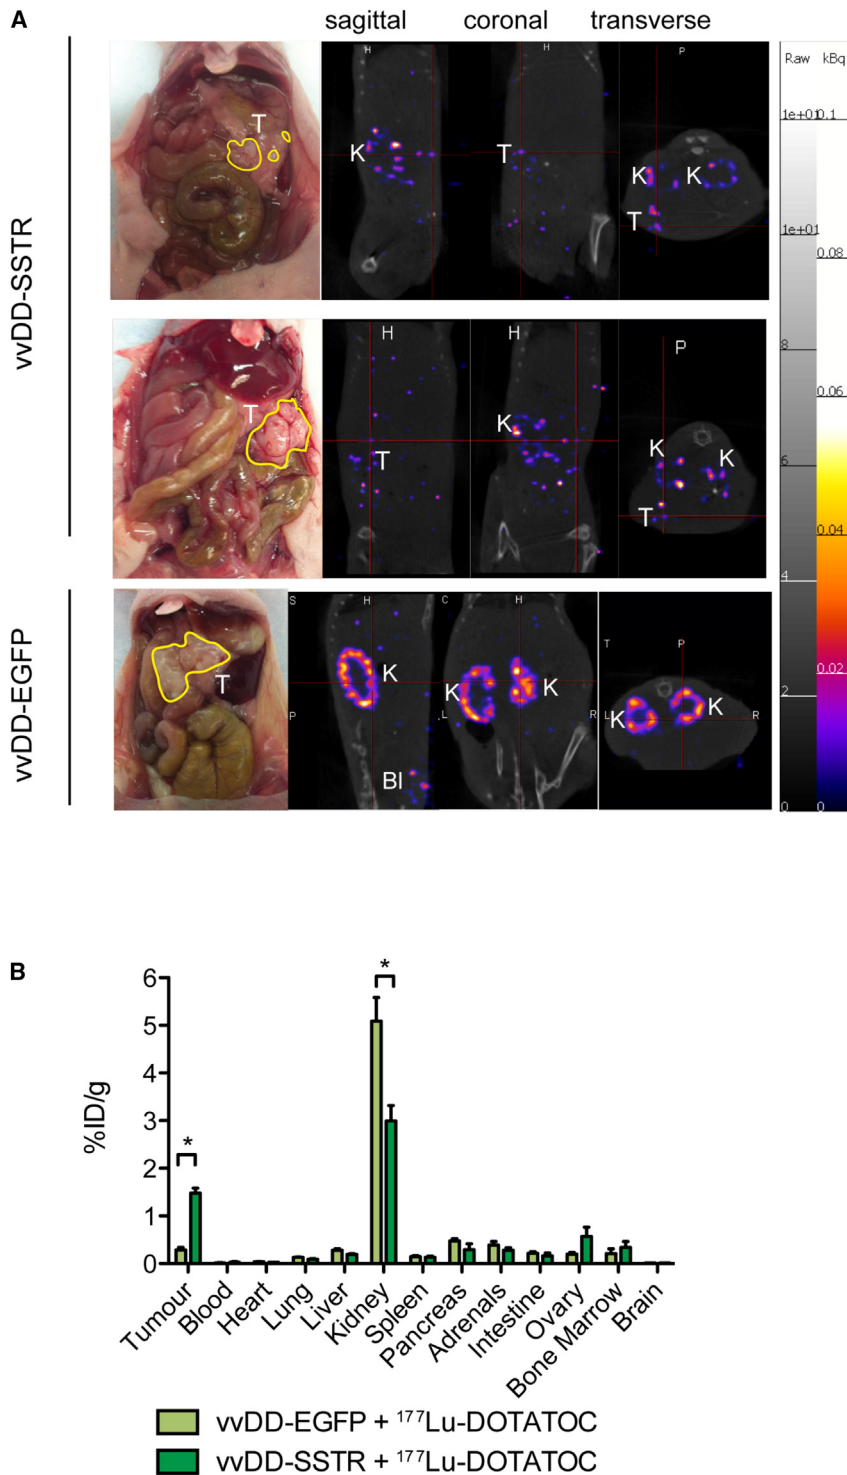 A
sagittal coronal transverse
vvDD-SSTR
H H P
K T K K T
Raw kBq
1e+01 0.1
1e+01
0.08
8
0.06
6
0.04
4
0.02
2
0 0
T
H H P
T T K K K T
vvDD-EGFP
T
S H C H T P
K K K K K
P L R L R
Bl
B
%ID/g
6
5
4
3
2
1
0
* *
Tumour
Blood
Heart
Lung
Liver
Kidney
Spleen
Pancreas
Adrenals
Intestine
Ovary
Bone Marrow
Brain
vvDD-EGFP + ¹⁷⁷Lu-DOTATOC
vvDD-SSTR + ¹⁷⁷Lu-DOTATOC